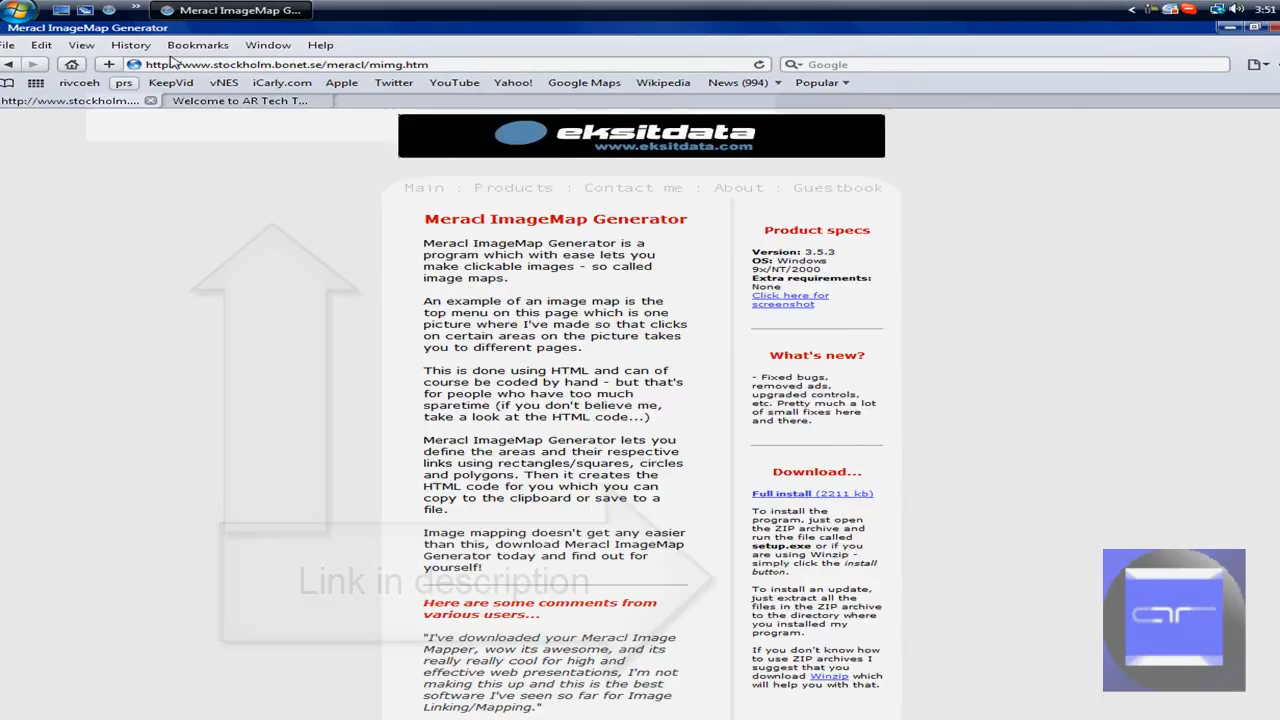 Meracl ImageMap G...
3:51
Meracl ImageMap Generator
File Edit View History Bookmarks Window Help
http://www.stockholm.bonet.se/meracl/mimg.htm
Google
rivcoeh prs KeepVid vNES iCarly.com Apple Twitter YouTube Yahoo! Google Maps Wikipedia News (994) Popular
http://www.stockholm.... Welcome to AR Tech T...
eksitdata
www.eksitdata.com
Main : Products : Contact me : About : Guestbook
Meracl ImageMap Generator
Meracl ImageMap Generator is a
program which with ease lets you
make clickable images - so called
image maps.
An example of an image map is the
top menu on this page which is one
picture where I've made so that clicks
on certain areas on the picture takes
you to different pages.
This is done using HTML and can of
course be coded by hand - but that's
for people who have too much
sparetime (if you don't believe me,
take a look at the HTML code...)
Meracl ImageMap Generator lets you
define the areas and their respective
links using rectangles/squares, circles
and polygons. Then it creates the
HTML code for you which you can
copy to the clipboard or save to a
file.
Image mapping doesn't get any easier
than this, download Meracl ImageMap
Generator today and find out for
yourself!
Link in description
Here are some comments from
various users...
"I've downloaded your Meracl Image
Mapper, wow its awesome, and its
really really cool for high and
effective web presentations, I'm not
making this up and this is the best
software I've seen so far for Image
Linking/Mapping."
Product specs
Version: 3.5.3
OS: Windows
9x/NT/2000
Extra requirements:
None
Click here for
screenshot
What's new?
- Fixed bugs,
removed ads,
upgraded controls,
etc. Pretty much a lot
of small fixes here
and there.
Download...
Full install (2211 kb)
To install the
program, just open
the ZIP archive and
run the file called
setup.exe or if you
are using Winzip -
simply click the install
button.
To install an update,
just extract all the
files in the ZIP archive
to the directory where
you installed my
program.
If you don't know how
to use ZIP archives I
suggest that you
download Winzip which
will help you with that.
ar